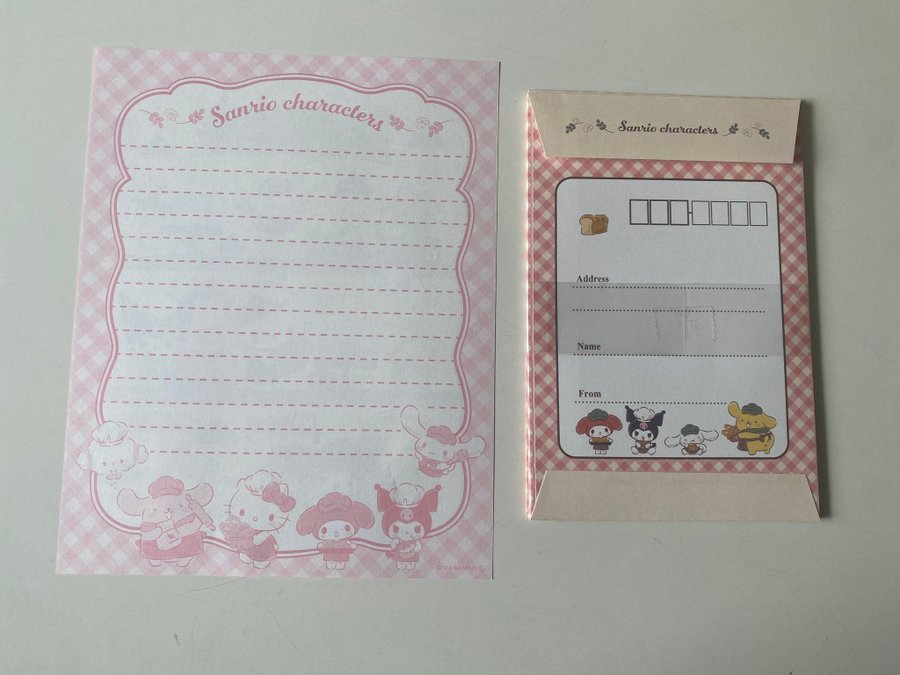 Sanrio characters
Sanrio characters
Address
Name
From